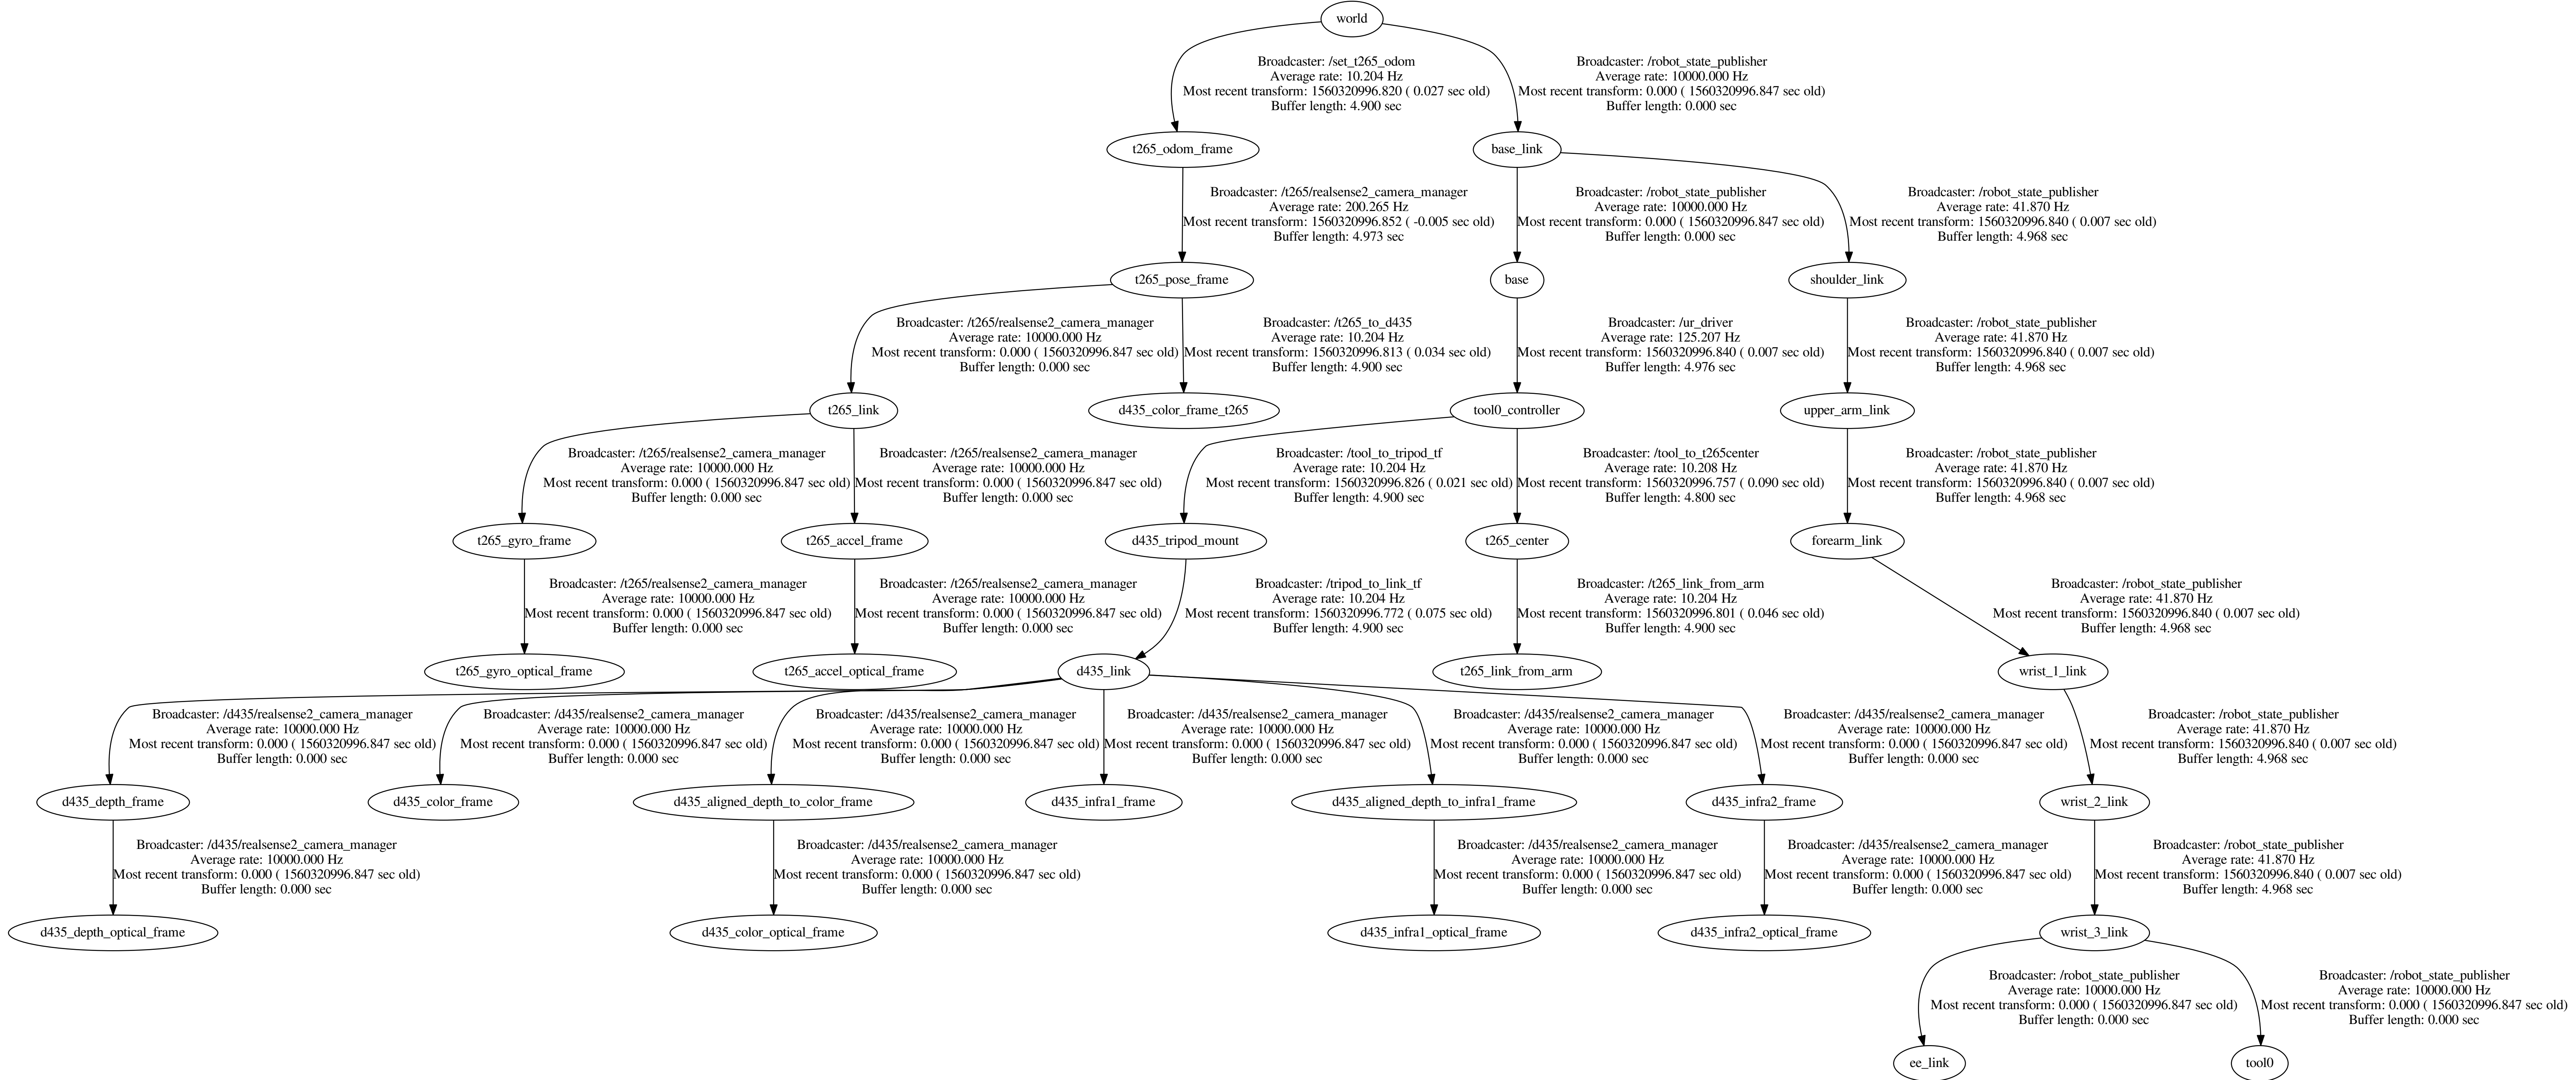 world
Broadcaster: /set_t265_odom
Average rate: 10.204 Hz
Most recent transform: 1560320996.820 ( 0.027 sec old)
Buffer length: 4.900 sec
Broadcaster: /robot_state_publisher
Average rate: 10000.000 Hz
Most recent transform: 0.000 ( 1560320996.847 sec old)
Buffer length: 0.000 sec
t265_odom_frame
base_link
Broadcaster: /t265/realsense2_camera_manager
Average rate: 200.265 Hz
Most recent transform: 1560320996.852 ( -0.005 sec old)
Buffer length: 4.973 sec
Broadcaster: /robot_state_publisher
Average rate: 10000.000 Hz
Most recent transform: 0.000 ( 1560320996.847 sec old)
Buffer length: 0.000 sec
Broadcaster: /robot_state_publisher
Average rate: 41.870 Hz
Most recent transform: 1560320996.840 ( 0.007 sec old)
Buffer length: 4.968 sec
t265_pose_frame
base
shoulder_link
Broadcaster: /t265/realsense2_camera_manager
Average rate: 10000.000 Hz
Most recent transform: 0.000 ( 1560320996.847 sec old)
Buffer length: 0.000 sec
Broadcaster: /t265_to_d435
Average rate: 10.204 Hz
Most recent transform: 1560320996.813 ( 0.034 sec old)
Buffer length: 4.900 sec
Broadcaster: /ur_driver
Average rate: 125.207 Hz
Most recent transform: 1560320996.840 ( 0.007 sec old)
Buffer length: 4.976 sec
Broadcaster: /robot_state_publisher
Average rate: 41.870 Hz
Most recent transform: 1560320996.840 ( 0.007 sec old)
Buffer length: 4.968 sec
t265_link
d435_color_frame_t265
tool0_controller
upper_arm_link
Broadcaster: /t265/realsense2_camera_manager
Average rate: 10000.000 Hz
Most recent transform: 0.000 ( 1560320996.847 sec old)
Buffer length: 0.000 sec
Broadcaster: /t265/realsense2_camera_manager
Average rate: 10000.000 Hz
Most recent transform: 0.000 ( 1560320996.847 sec old)
Buffer length: 0.000 sec
Broadcaster: /tool_to_tripod_tf
Average rate: 10.204 Hz
Most recent transform: 1560320996.826 ( 0.021 sec old)
Buffer length: 4.900 sec
Broadcaster: /tool_to_t265center
Average rate: 10.208 Hz
Most recent transform: 1560320996.757 ( 0.090 sec old)
Buffer length: 4.800 sec
Broadcaster: /robot_state_publisher
Average rate: 41.870 Hz
Most recent transform: 1560320996.840 ( 0.007 sec old)
Buffer length: 4.968 sec
t265_gyro_frame
t265_accel_frame
d435_tripod_mount
t265_center
forearm_link
Broadcaster: /t265/realsense2_camera_manager
Average rate: 10000.000 Hz
Most recent transform: 0.000 ( 1560320996.847 sec old)
Buffer length: 0.000 sec
Broadcaster: /t265/realsense2_camera_manager
Average rate: 10000.000 Hz
Most recent transform: 0.000 ( 1560320996.847 sec old)
Buffer length: 0.000 sec
Broadcaster: /tripod_to_link_tf
Average rate: 10.204 Hz
Most recent transform: 1560320996.772 ( 0.075 sec old)
Buffer length: 4.900 sec
Broadcaster: /t265_link_from_arm
Average rate: 10.204 Hz
Most recent transform: 1560320996.801 ( 0.046 sec old)
Buffer length: 4.900 sec
Broadcaster: /robot_state_publisher
Average rate: 41.870 Hz
Most recent transform: 1560320996.840 ( 0.007 sec old)
Buffer length: 4.968 sec
t265_gyro_optical_frame
t265_accel_optical_frame
d435_link
t265_link_from_arm
wrist_1_link
Broadcaster: /d435/realsense2_camera_manager
Average rate: 10000.000 Hz
Most recent transform: 0.000 ( 1560320996.847 sec old)
Buffer length: 0.000 sec
Broadcaster: /d435/realsense2_camera_manager
Average rate: 10000.000 Hz
Most recent transform: 0.000 ( 1560320996.847 sec old)
Buffer length: 0.000 sec
Broadcaster: /d435/realsense2_camera_manager
Average rate: 10000.000 Hz
Most recent transform: 0.000 ( 1560320996.847 sec old)
Buffer length: 0.000 sec
Broadcaster: /d435/realsense2_camera_manager
Average rate: 10000.000 Hz
Most recent transform: 0.000 ( 1560320996.847 sec old)
Buffer length: 0.000 sec
Broadcaster: /d435/realsense2_camera_manager
Average rate: 10000.000 Hz
Most recent transform: 0.000 ( 1560320996.847 sec old)
Buffer length: 0.000 sec
Broadcaster: /d435/realsense2_camera_manager
Average rate: 10000.000 Hz
Most recent transform: 0.000 ( 1560320996.847 sec old)
Buffer length: 0.000 sec
Broadcaster: /robot_state_publisher
Average rate: 41.870 Hz
Most recent transform: 1560320996.840 ( 0.007 sec old)
Buffer length: 4.968 sec
d435_depth_frame
d435_color_frame
d435_aligned_depth_to_color_frame
d435_infra1_frame
d435_aligned_depth_to_infra1_frame
d435_infra2_frame
wrist_2_link
Broadcaster: /d435/realsense2_camera_manager
Average rate: 10000.000 Hz
Most recent transform: 0.000 ( 1560320996.847 sec old)
Buffer length: 0.000 sec
Broadcaster: /d435/realsense2_camera_manager
Average rate: 10000.000 Hz
Most recent transform: 0.000 ( 1560320996.847 sec old)
Buffer length: 0.000 sec
Broadcaster: /d435/realsense2_camera_manager
Average rate: 10000.000 Hz
Most recent transform: 0.000 ( 1560320996.847 sec old)
Buffer length: 0.000 sec
Broadcaster: /d435/realsense2_camera_manager
Average rate: 10000.000 Hz
Most recent transform: 0.000 ( 1560320996.847 sec old)
Buffer length: 0.000 sec
Broadcaster: /robot_state_publisher
Average rate: 41.870 Hz
Most recent transform: 1560320996.840 ( 0.007 sec old)
Buffer length: 4.968 sec
d435_depth_optical_frame
d435_color_optical_frame
d435_infra1_optical_frame
d435_infra2_optical_frame
wrist_3_link
Broadcaster: /robot_state_publisher
Average rate: 10000.000 Hz
Most recent transform: 0.000 ( 1560320996.847 sec old)
Buffer length: 0.000 sec
Broadcaster: /robot_state_publisher
Average rate: 10000.000 Hz
Most recent transform: 0.000 ( 1560320996.847 sec old)
Buffer length: 0.000 sec
ee_link
tool0